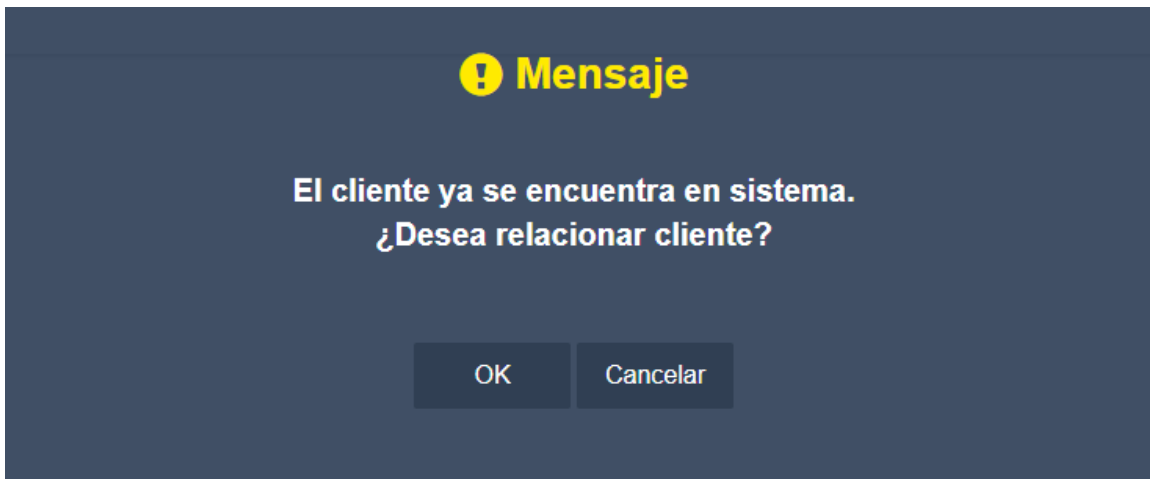 Mensaje
El cliente ya se encuentra en sistema.
¿Desea relacionar cliente?
OK
Cancelar